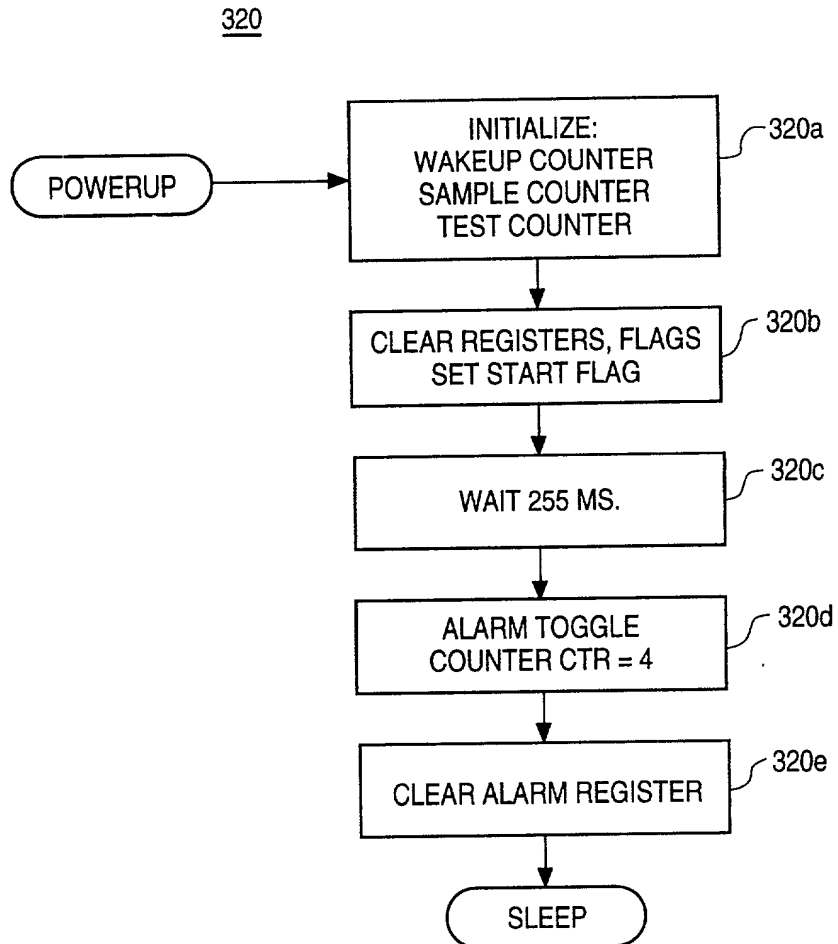 320
POWERUP
INITIALIZE:
WAKEUP COUNTER
SAMPLE COUNTER
TEST COUNTER
320a
CLEAR REGISTERS, FLAGS
SET START FLAG
320b
WAIT 255 MS.
320c
ALARM TOGGLE
COUNTER CTR = 4
320d
CLEAR ALARM REGISTER
320e
SLEEP